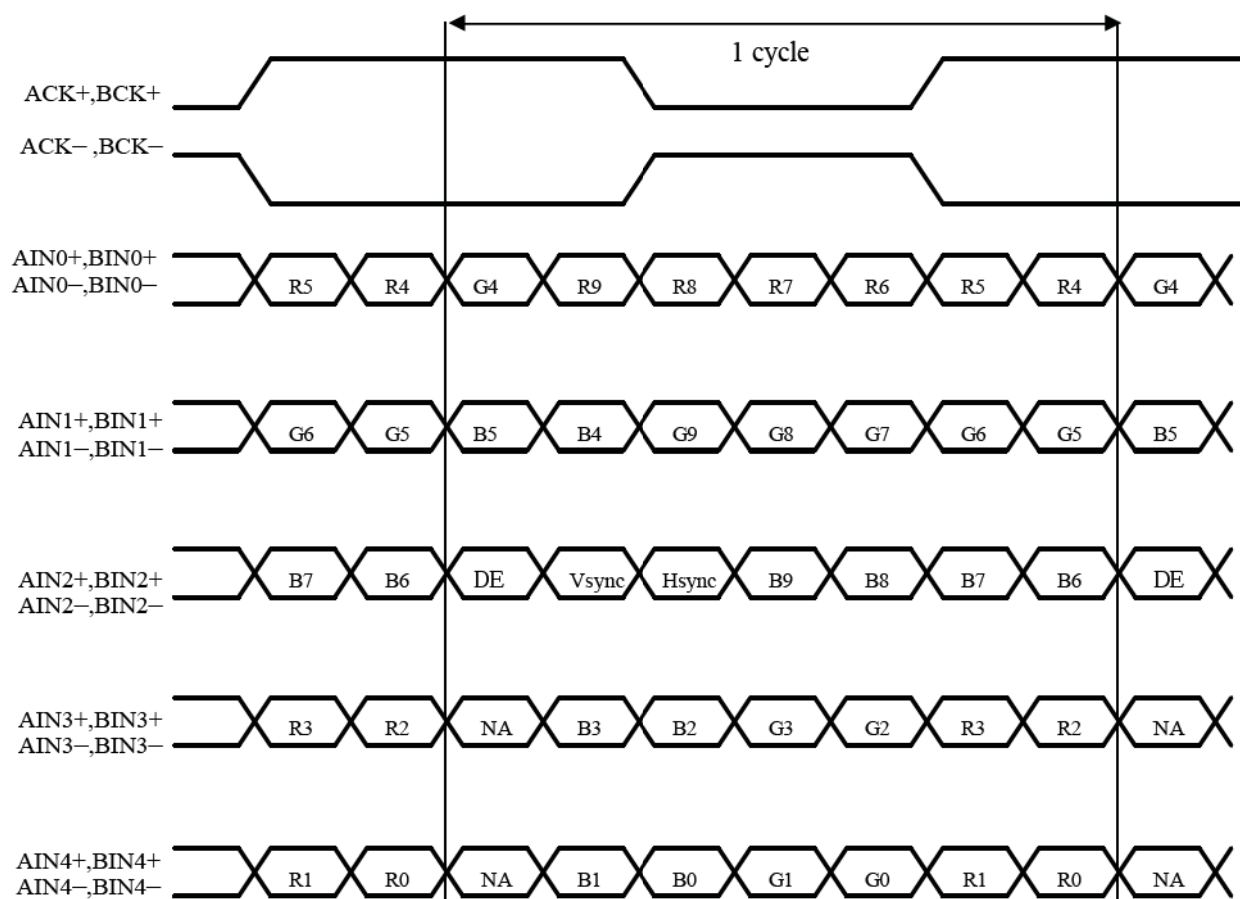 1 cycle
ACK+,BCK+
ACK− ,BCK−
AIN0+,BIN0+
AIN0−,BIN0−
R5 R4 G4 R9 R8 R7 R6 R5 R4 G4
AIN1+,BIN1+
AIN1−,BIN1−
G6 G5 B5 B4 G9 G8 G7 G6 G5 B5
AIN2+,BIN2+
AIN2−,BIN2−
B7 B6 DE Vsync Hsync B9 B8 B7 B6 DE
AIN3+,BIN3+
AIN3−,BIN3−
R3 R2 NA B3 B2 G3 G2 R3 R2 NA
AIN4+,BIN4+
AIN4−,BIN4−
R1 R0 NA B1 B0 G1 G0 R1 R0 NA